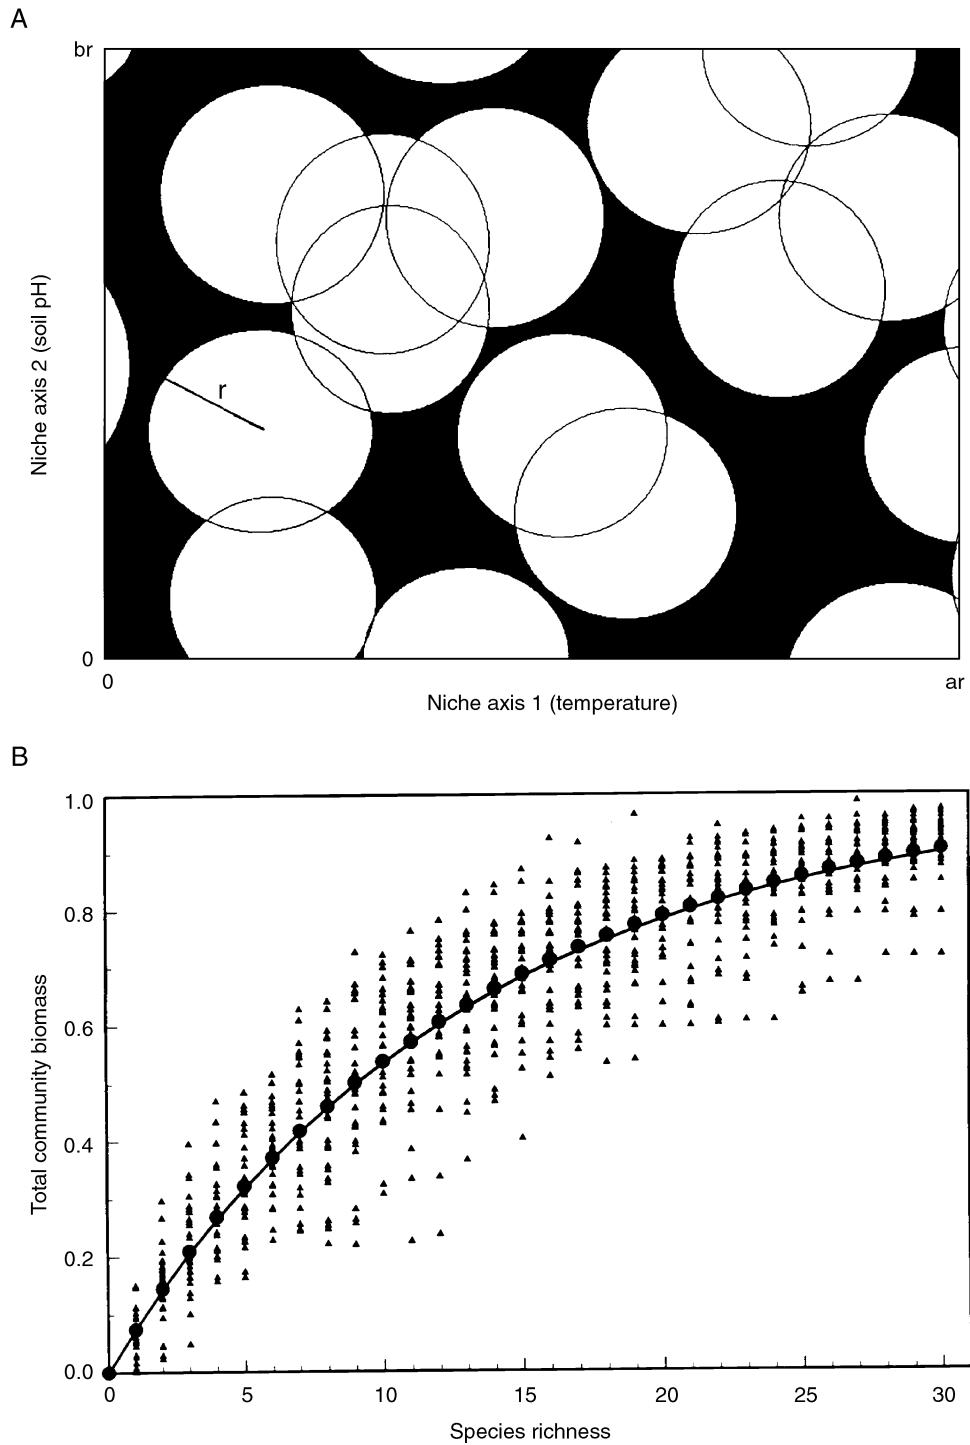 A
br
Niche axis 2 (soil pH)
r
0
0
ar
Niche axis 1 (temperature)
B
1.0
0.8
0.6
0.4
0.2
0.0
Total community biomass
0 5 10 15 20 25 30
Species richness